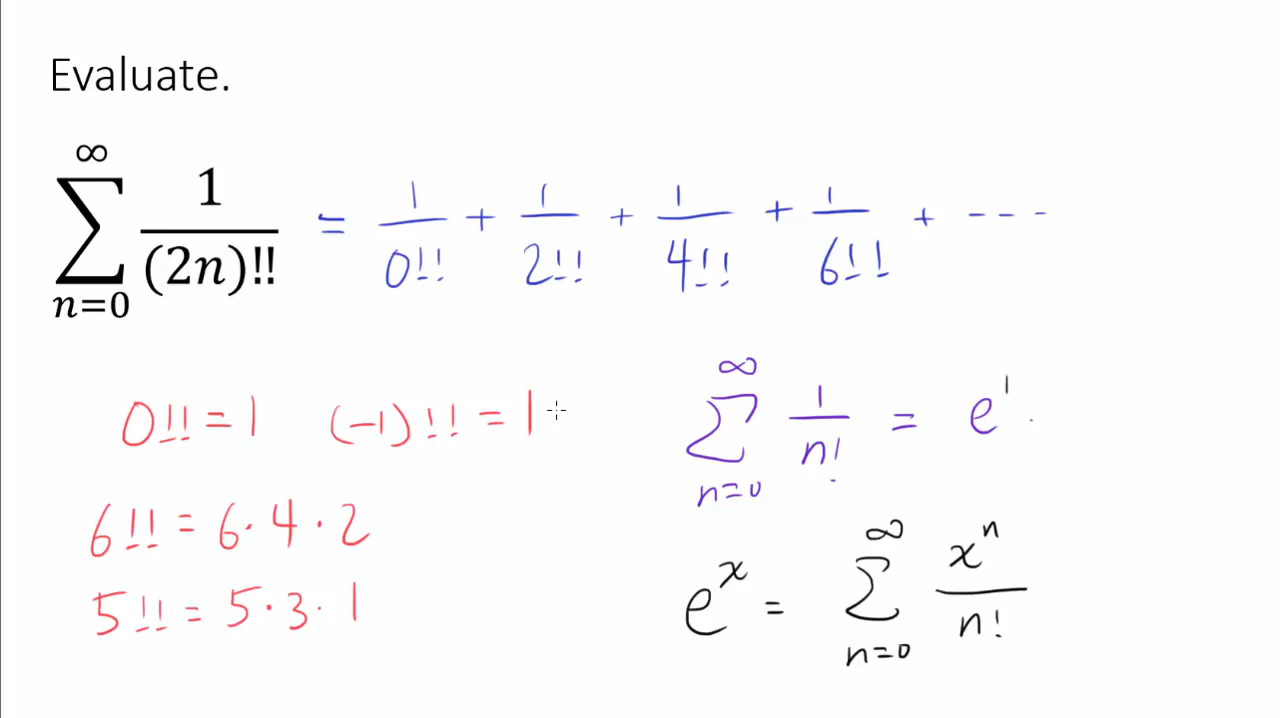 Evaluate.
∑_{n=0}^{∞} 1/(2n)!! = 1/0!! + 1/2!! + 1/4!! + 1/6!! + ---
0!! = 1 (-1)!! = 1
∑_{n=0}^{∞} 1/n! = e^1
6!! = 6·4·2
5!! = 5·3·1
e^x = ∑_{n=0}^{∞} x^n/n!